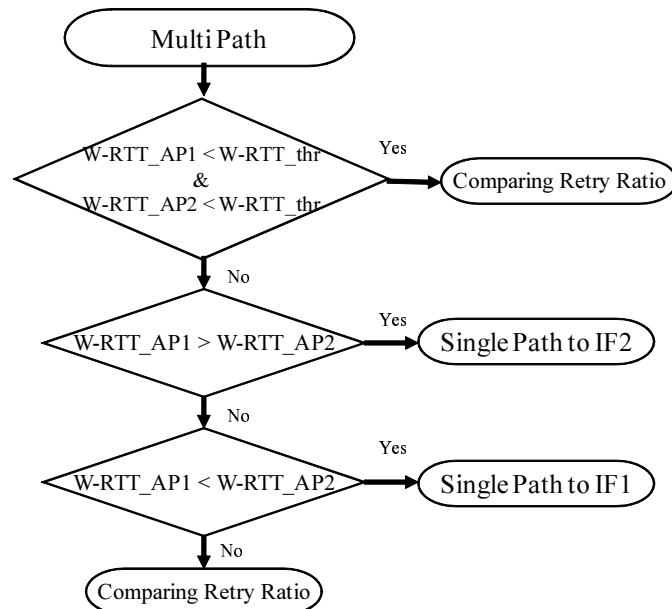 Multi Path
W-RTT_AP1 < W-RTT_thr
&
W-RTT_AP2 < W-RTT_thr
Yes
Comparing Retry Ratio
No
W-RTT_AP1 > W-RTT_AP2
Yes
Single Path to IF2
No
W-RTT_AP1 < W-RTT_AP2
Yes
Single Path to IF1
No
Comparing Retry Ratio